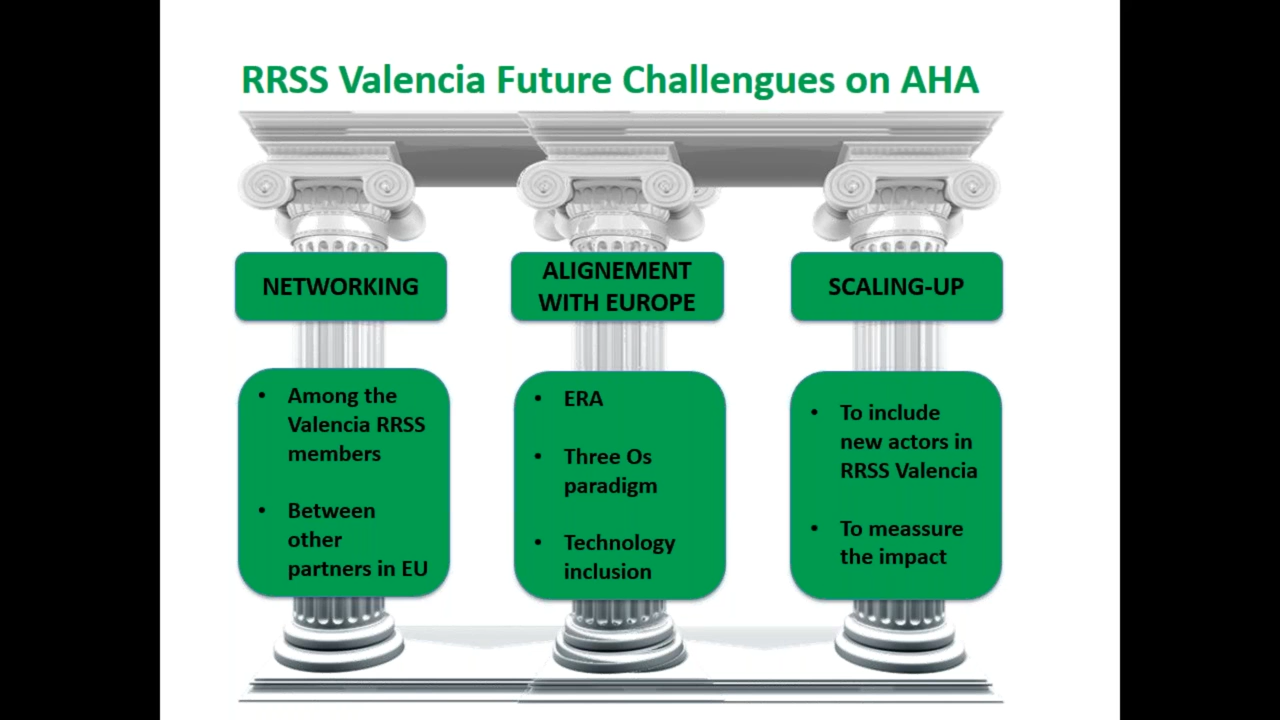 RRSS Valencia Future Challengues on AHA
NETWORKING
• Among the
Valencia RRSS
members
• Between
other
partners in EU
ALIGNEMENT
WITH EUROPE
• ERA
• Three Os
paradigm
• Technology
inclusion
SCALING-UP
• To include
new actors in
RRSS Valencia
• To meassure
the impact